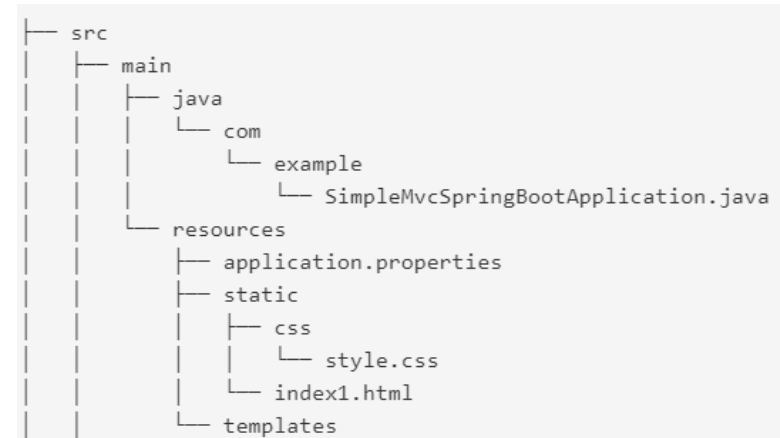 ├── src
│   ├── main
│   │   ├── java
│   │   │   └── com
│   │   │       └── example
│   │   │           └── SimpleMvcSpringBootApplication.java
│   │   └── resources
│   │       ├── application.properties
│   │       ├── static
│   │       │   ├── css
│   │       │   │   └── style.css
│   │       │   └── index1.html
│   │       └── templates